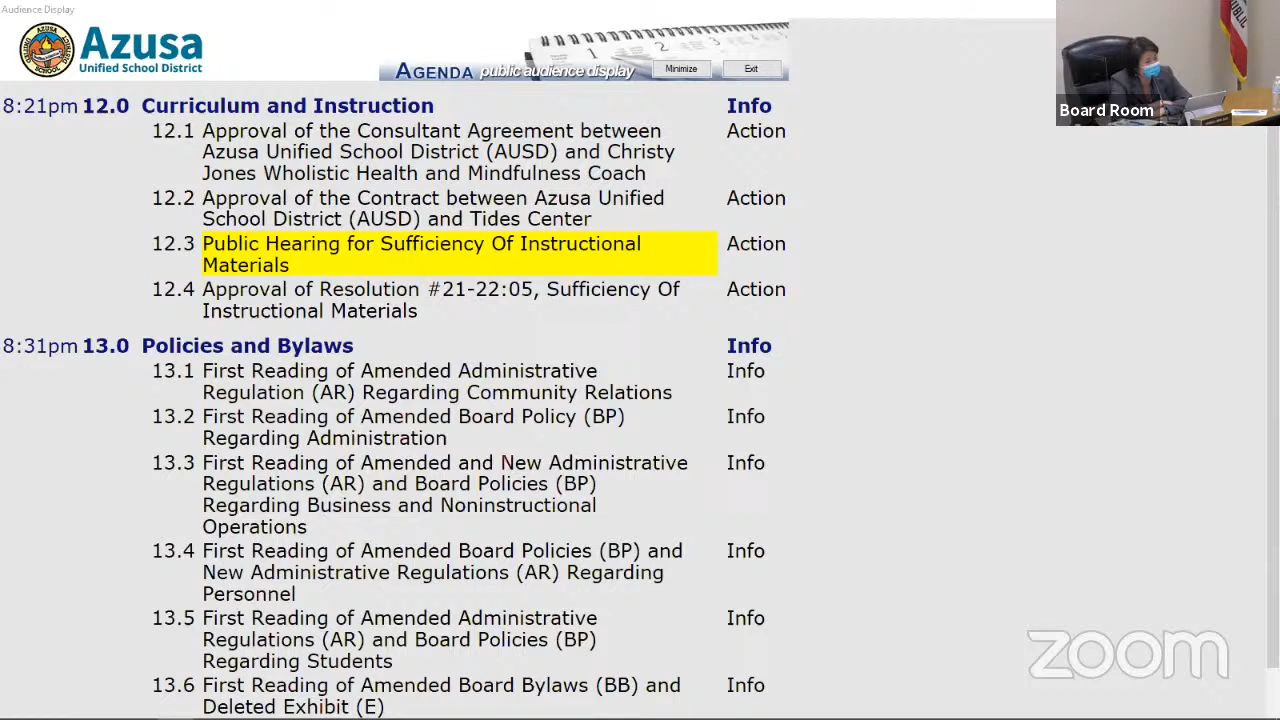 Audience Display
Azusa
Unified School District
AGENDA public audience display
Minimize
Exit
Board Room
8:21pm 12.0 Curriculum and Instruction Info
12.1 Approval of the Consultant Agreement between Action
Azusa Unified School District (AUSD) and Christy
Jones Wholistic Health and Mindfulness Coach
12.2 Approval of the Contract between Azusa Unified Action
School District (AUSD) and Tides Center
12.3 Public Hearing for Sufficiency Of Instructional Action
Materials
12.4 Approval of Resolution #21-22:05, Sufficiency Of Action
Instructional Materials
8:31pm 13.0 Policies and Bylaws Info
13.1 First Reading of Amended Administrative Info
Regulation (AR) Regarding Community Relations
13.2 First Reading of Amended Board Policy (BP) Info
Regarding Administration
13.3 First Reading of Amended and New Administrative Info
Regulations (AR) and Board Policies (BP)
Regarding Business and Noninstructional
Operations
13.4 First Reading of Amended Board Policies (BP) and Info
New Administrative Regulations (AR) Regarding
Personnel
13.5 First Reading of Amended Administrative Info
Regulations (AR) and Board Policies (BP)
Regarding Students
13.6 First Reading of Amended Board Bylaws (BB) and Info
Deleted Exhibit (E)
zoom